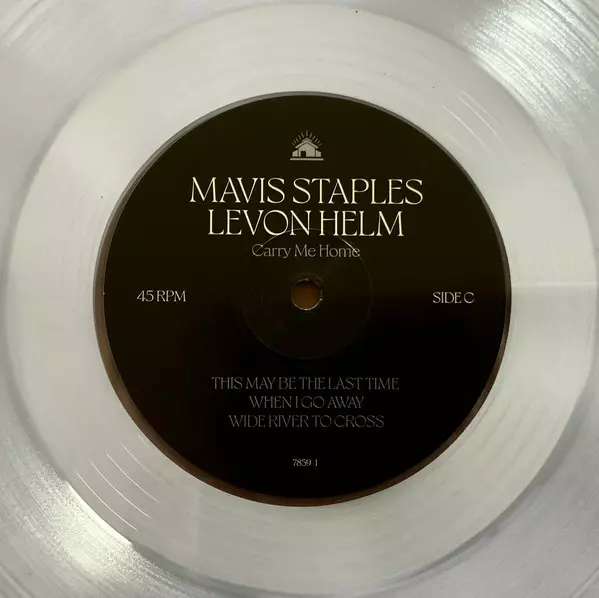 MAVIS STAPLES
LEVON HELM
Carry Me Home
45 RPM
SIDE C
THIS MAY BE THE LAST TIME
WHEN I GO AWAY
WIDE RIVER TO CROSS
7859-1